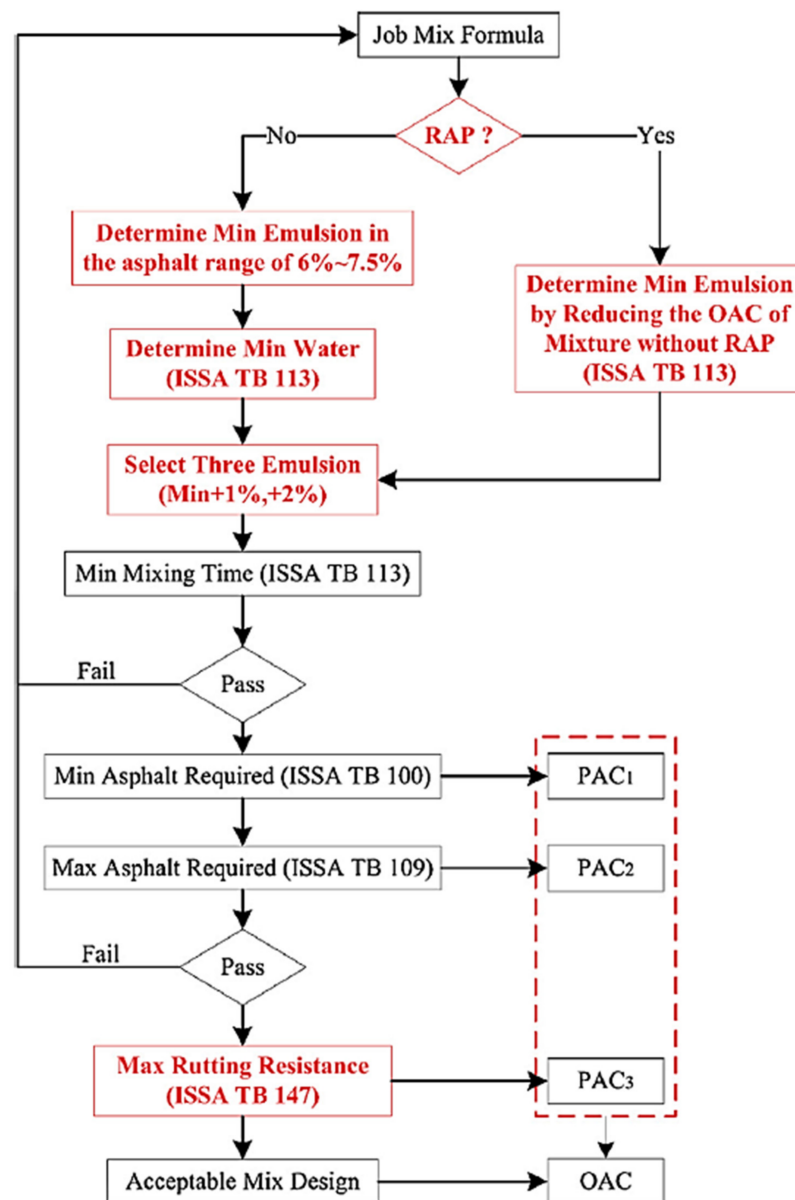 Job Mix Formula
RAP ?
No
Yes
Determine Min Emulsion in
the asphalt range of 6%~7.5%
Determine Min Emulsion
by Reducing the OAC of
Mixture without RAP
(ISSA TB 113)
Determine Min Water
(ISSA TB 113)
Select Three Emulsion
(Min+1%,+2%)
Min Mixing Time (ISSA TB 113)
Fail
Pass
Min Asphalt Required (ISSA TB 100)
PAC1
Max Asphalt Required (ISSA TB 109)
PAC2
Fail
Pass
Max Rutting Resistance
(ISSA TB 147)
PAC3
Acceptable Mix Design
OAC